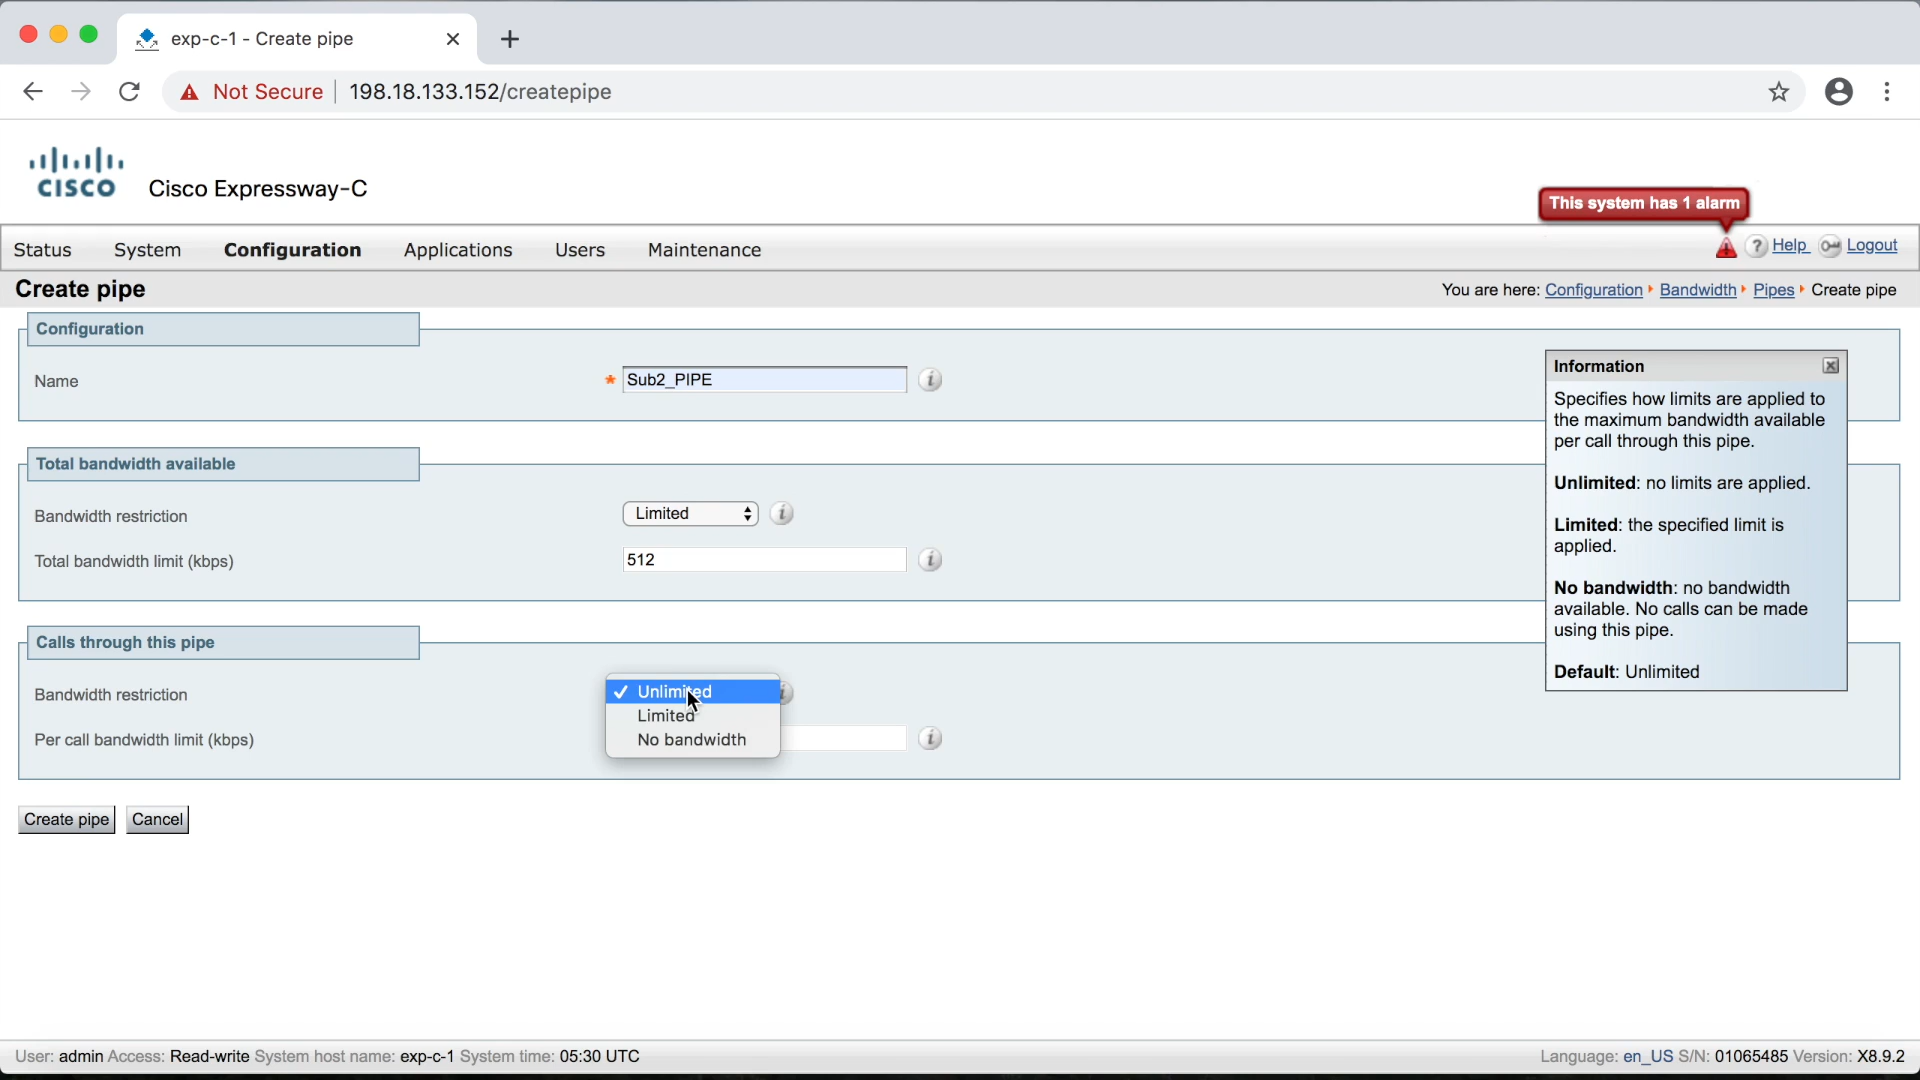 exp-c-1 - Create pipe
Not Secure 198.18.133.152/createpipe
CISCO Cisco Expressway-C
This system has 1 alarm
Status System Configuration Applications Users Maintenance
Help Logout
Create pipe
You are here: Configuration Bandwidth Pipes Create pipe
Configuration
Name * Sub2_PIPE
Total bandwidth available
Bandwidth restriction Limited
Total bandwidth limit (kbps) 512
Calls through this pipe
Bandwidth restriction
Unlimited
Limited
No bandwidth
Per call bandwidth limit (kbps)
Create pipe Cancel
Information
Specifies how limits are applied to
the maximum bandwidth available
per call through this pipe.
Unlimited: no limits are applied.
Limited: the specified limit is
applied.
No bandwidth: no bandwidth
available. No calls can be made
using this pipe.
Default: Unlimited
User: admin Access: Read-write System host name: exp-c-1 System time: 05:30 UTC
Language: en_US S/N: 01065485 Version: X8.9.2